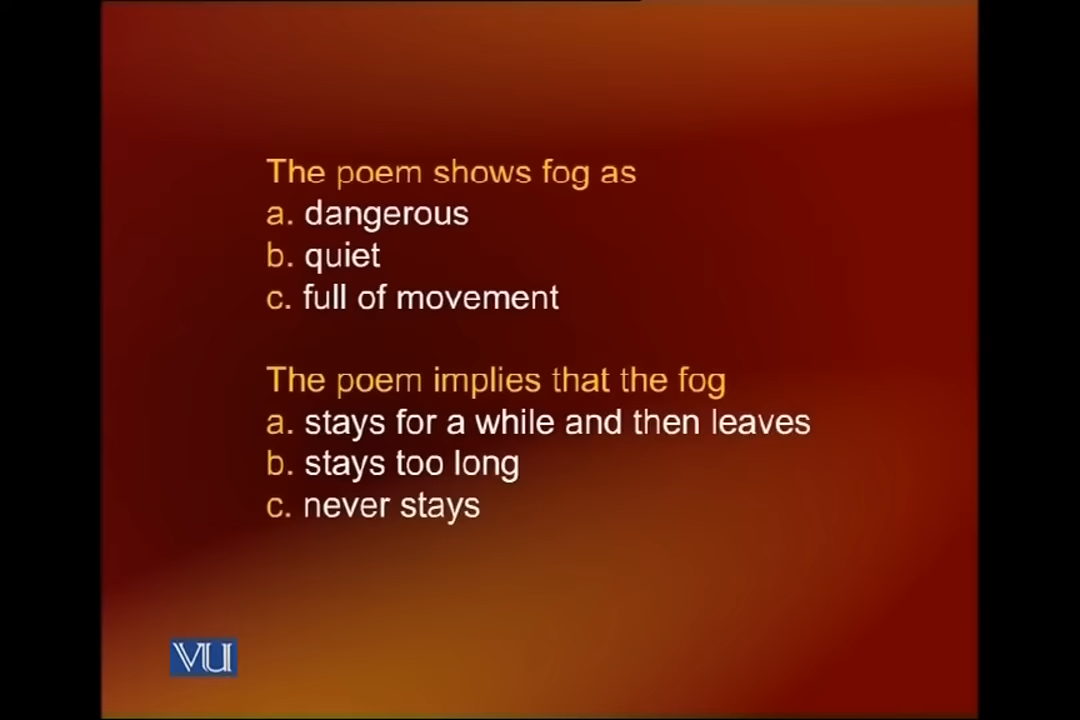 The poem shows fog as
a. dangerous
b. quiet
c. full of movement
The poem implies that the fog
a. stays for a while and then leaves
b. stays too long
c. never stays
VU